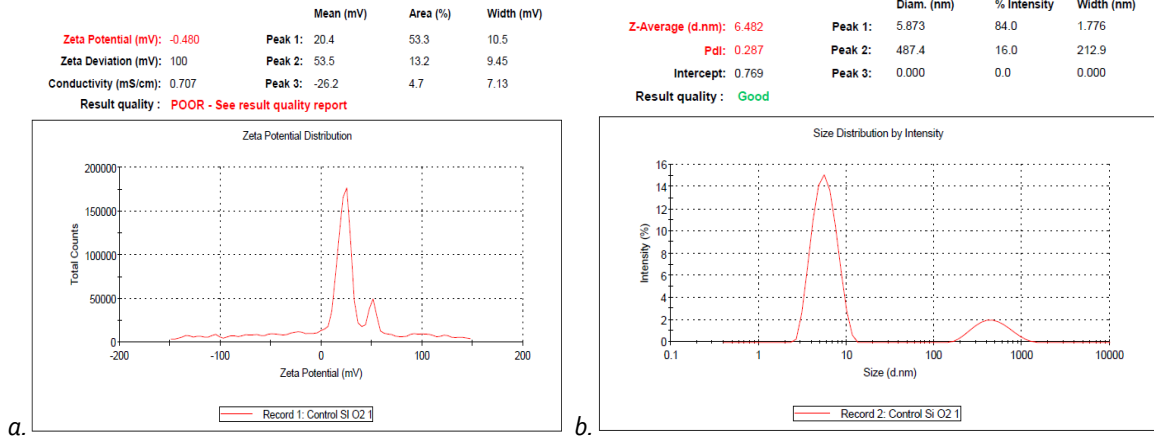 Mean (mV) Area (%) Width (mV)
Zeta Potential (mV): -0.480 Peak 1: 20.4 53.3 10.5
Zeta Deviation (mV): 100 Peak 2: 53.5 13.2 9.45
Conductivity (mS/cm): 0.707 Peak 3: -26.2 4.7 7.13
Result quality : POOR - See result quality report
Zeta Potential Distribution
200000
150000
100000
50000
0
Total Counts
-200 -100 0 100 200
Zeta Potential (mV)
Record 1: Control SI O2 1
a.
Diam. (nm) % Intensity Width (nm)
Z-Average (d.nm): 6.482 Peak 1: 5.873 84.0 1.776
PdI: 0.287 Peak 2: 487.4 16.0 212.9
Intercept: 0.769 Peak 3: 0.000 0.0 0.000
Result quality : Good
Size Distribution by Intensity
16
14
12
10
8
6
4
2
0
Intensity (%)
0.1 1 10 100 1000 10000
Size (d.nm)
Record 2: Control Si O2 1
b.